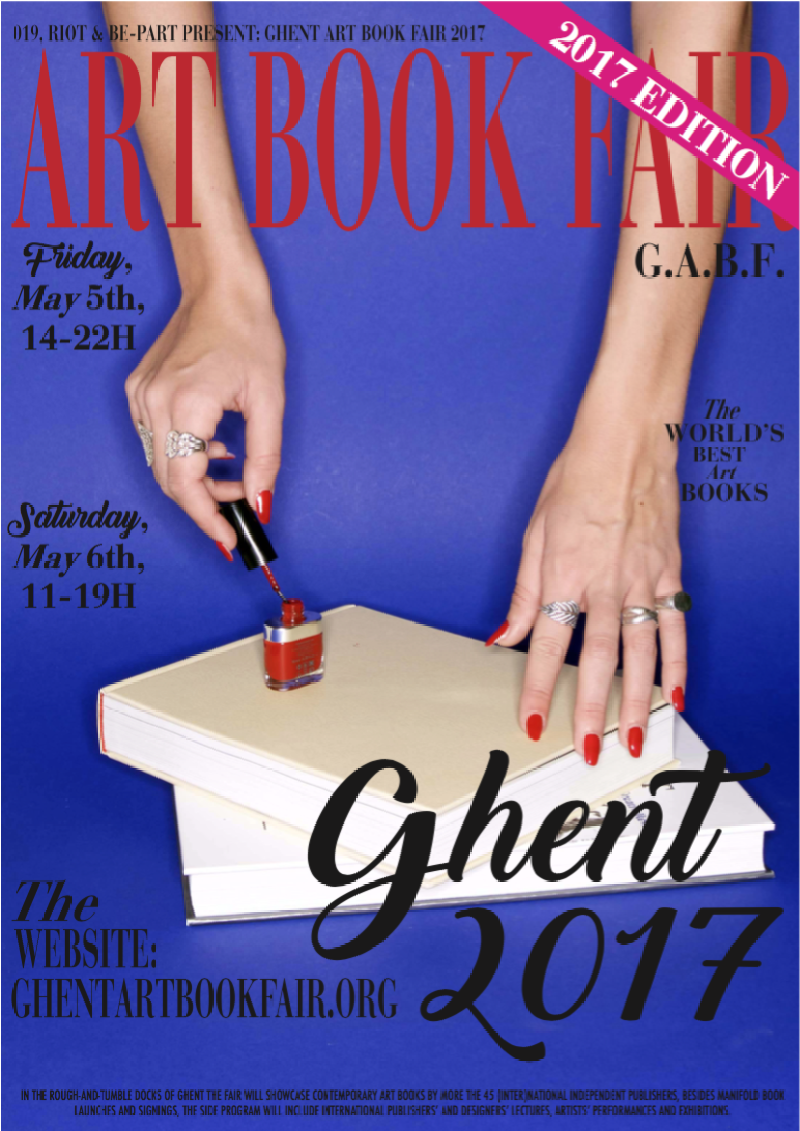 019, RIOT & BE-PART PRESENT: GHENT ART BOOK FAIR 2017
2017 EDITION
ART BOOK FAIR
G.A.B.F.
Friday,
May 5th,
14-22H
The
WORLD'S
BEST
Art
BOOKS
Saturday,
May 6th,
11-19H
Ghent
2017
The
WEBSITE:
GHENTARTBOOKFAIR.ORG
IN THE ROUGH-AND-TUMBLE DOCKS OF GHENT THE FAIR WILL SHOWCASE CONTEMPORARY ART BOOKS BY MORE THE 45 [INTER]NATIONAL INDEPENDENT PUBLISHERS, BESIDES MANIFOLD BOOK
LAUNCHES AND SIGNINGS, THE SIDE PROGRAM WILL INCLUDE INTERNATIONAL PUBLISHERS' AND DESIGNERS' LECTURES, ARTISTS' PERFORMANCES AND EXHIBITIONS.